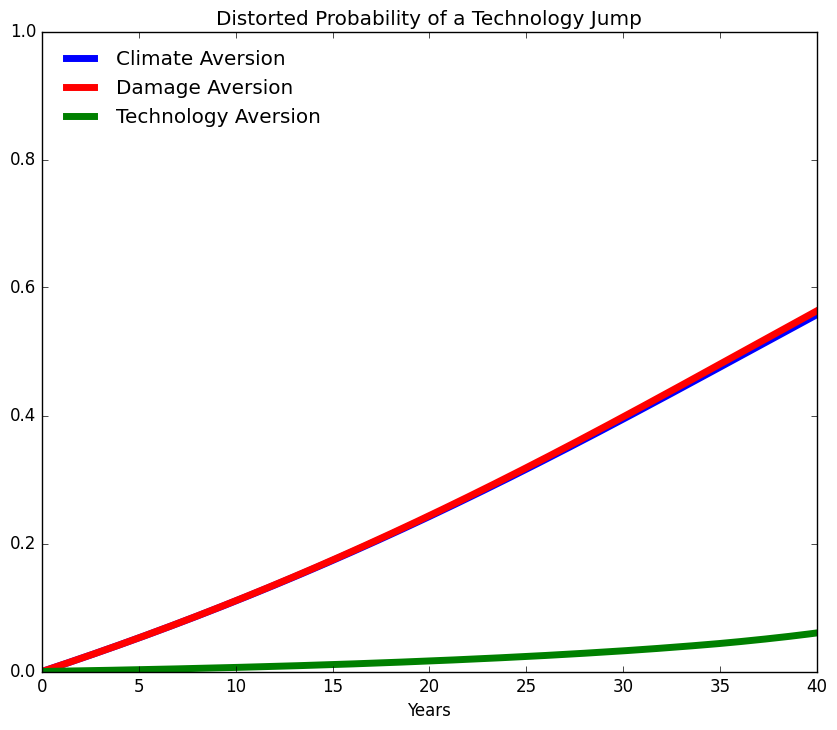 Distorted Probability of a Technology Jump
1.0
Climate Aversion
Damage Aversion
Technology Aversion
0.8
0.6
0.4
0.2
0.0
0 5 10 15 20 25 30 35 40
Years